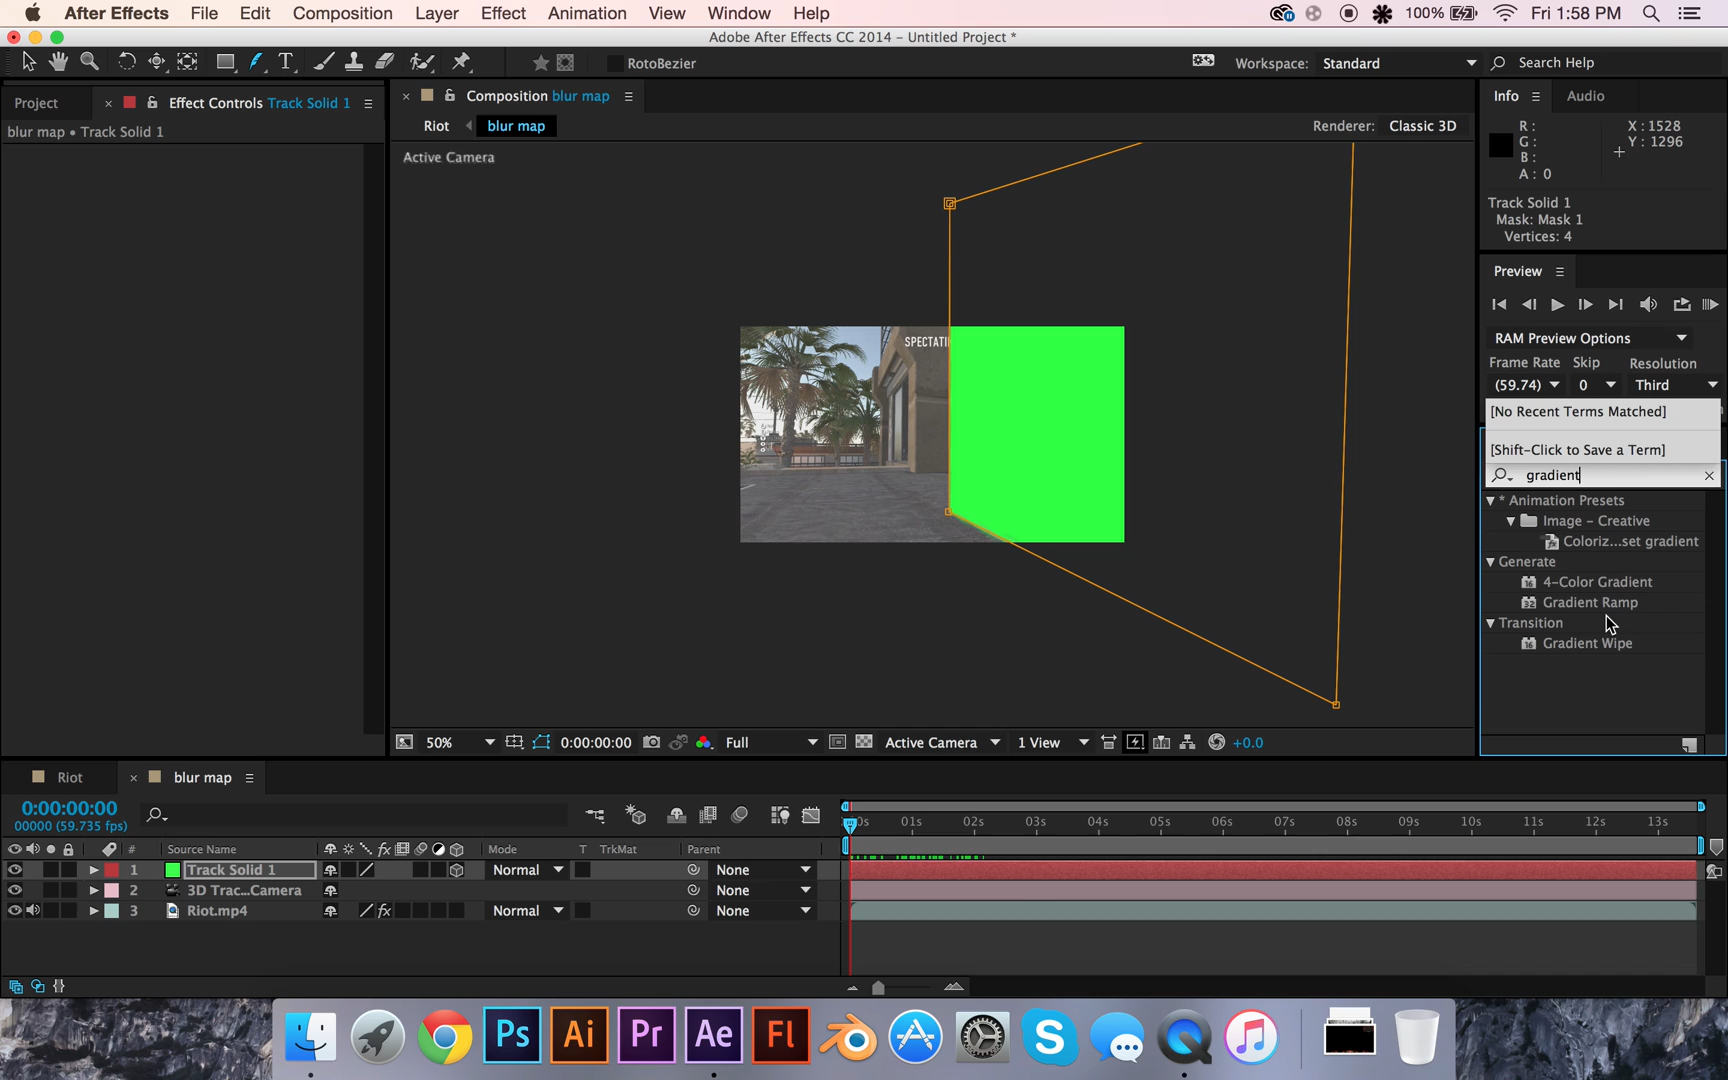 After Effects File Edit Composition Layer Effect Animation View Window Help 100% Fri 1:58 PM
Adobe After Effects CC 2014 – Untitled Project *
RotoBezier Workspace: Standard Search Help
Project Effect Controls Track Solid 1
blur map • Track Solid 1
Composition blur map
Riot blur map Renderer: Classic 3D
Active Camera
SPECTATI
Info Audio
R: X : 1528
G: Y : 1296
B:
A: 0
Track Solid 1
Mask: Mask 1
Vertices: 4
Preview
RAM Preview Options
Frame Rate Skip Resolution
(59.74) 0 Third
[No Recent Terms Matched]
[Shift-Click to Save a Term]
gradient
* Animation Presets
Image – Creative
Coloriz...set gradient
Generate
16 4-Color Gradient
32 Gradient Ramp
Transition
16 Gradient Wipe
50% 0:00:00:00 Full Active Camera 1 View +0.0
Riot blur map
0:00:00:00
00000 (59.735 fps)
0s 01s 02s 03s 04s 05s 06s 07s 08s 09s 10s 11s 12s 13s
# Source Name fx Mode T TrkMat Parent
1 Track Solid 1 Normal None
2 3D Trac...Camera None
3 Riot.mp4 fx Normal None
Ps Ai Pr Ae Fl